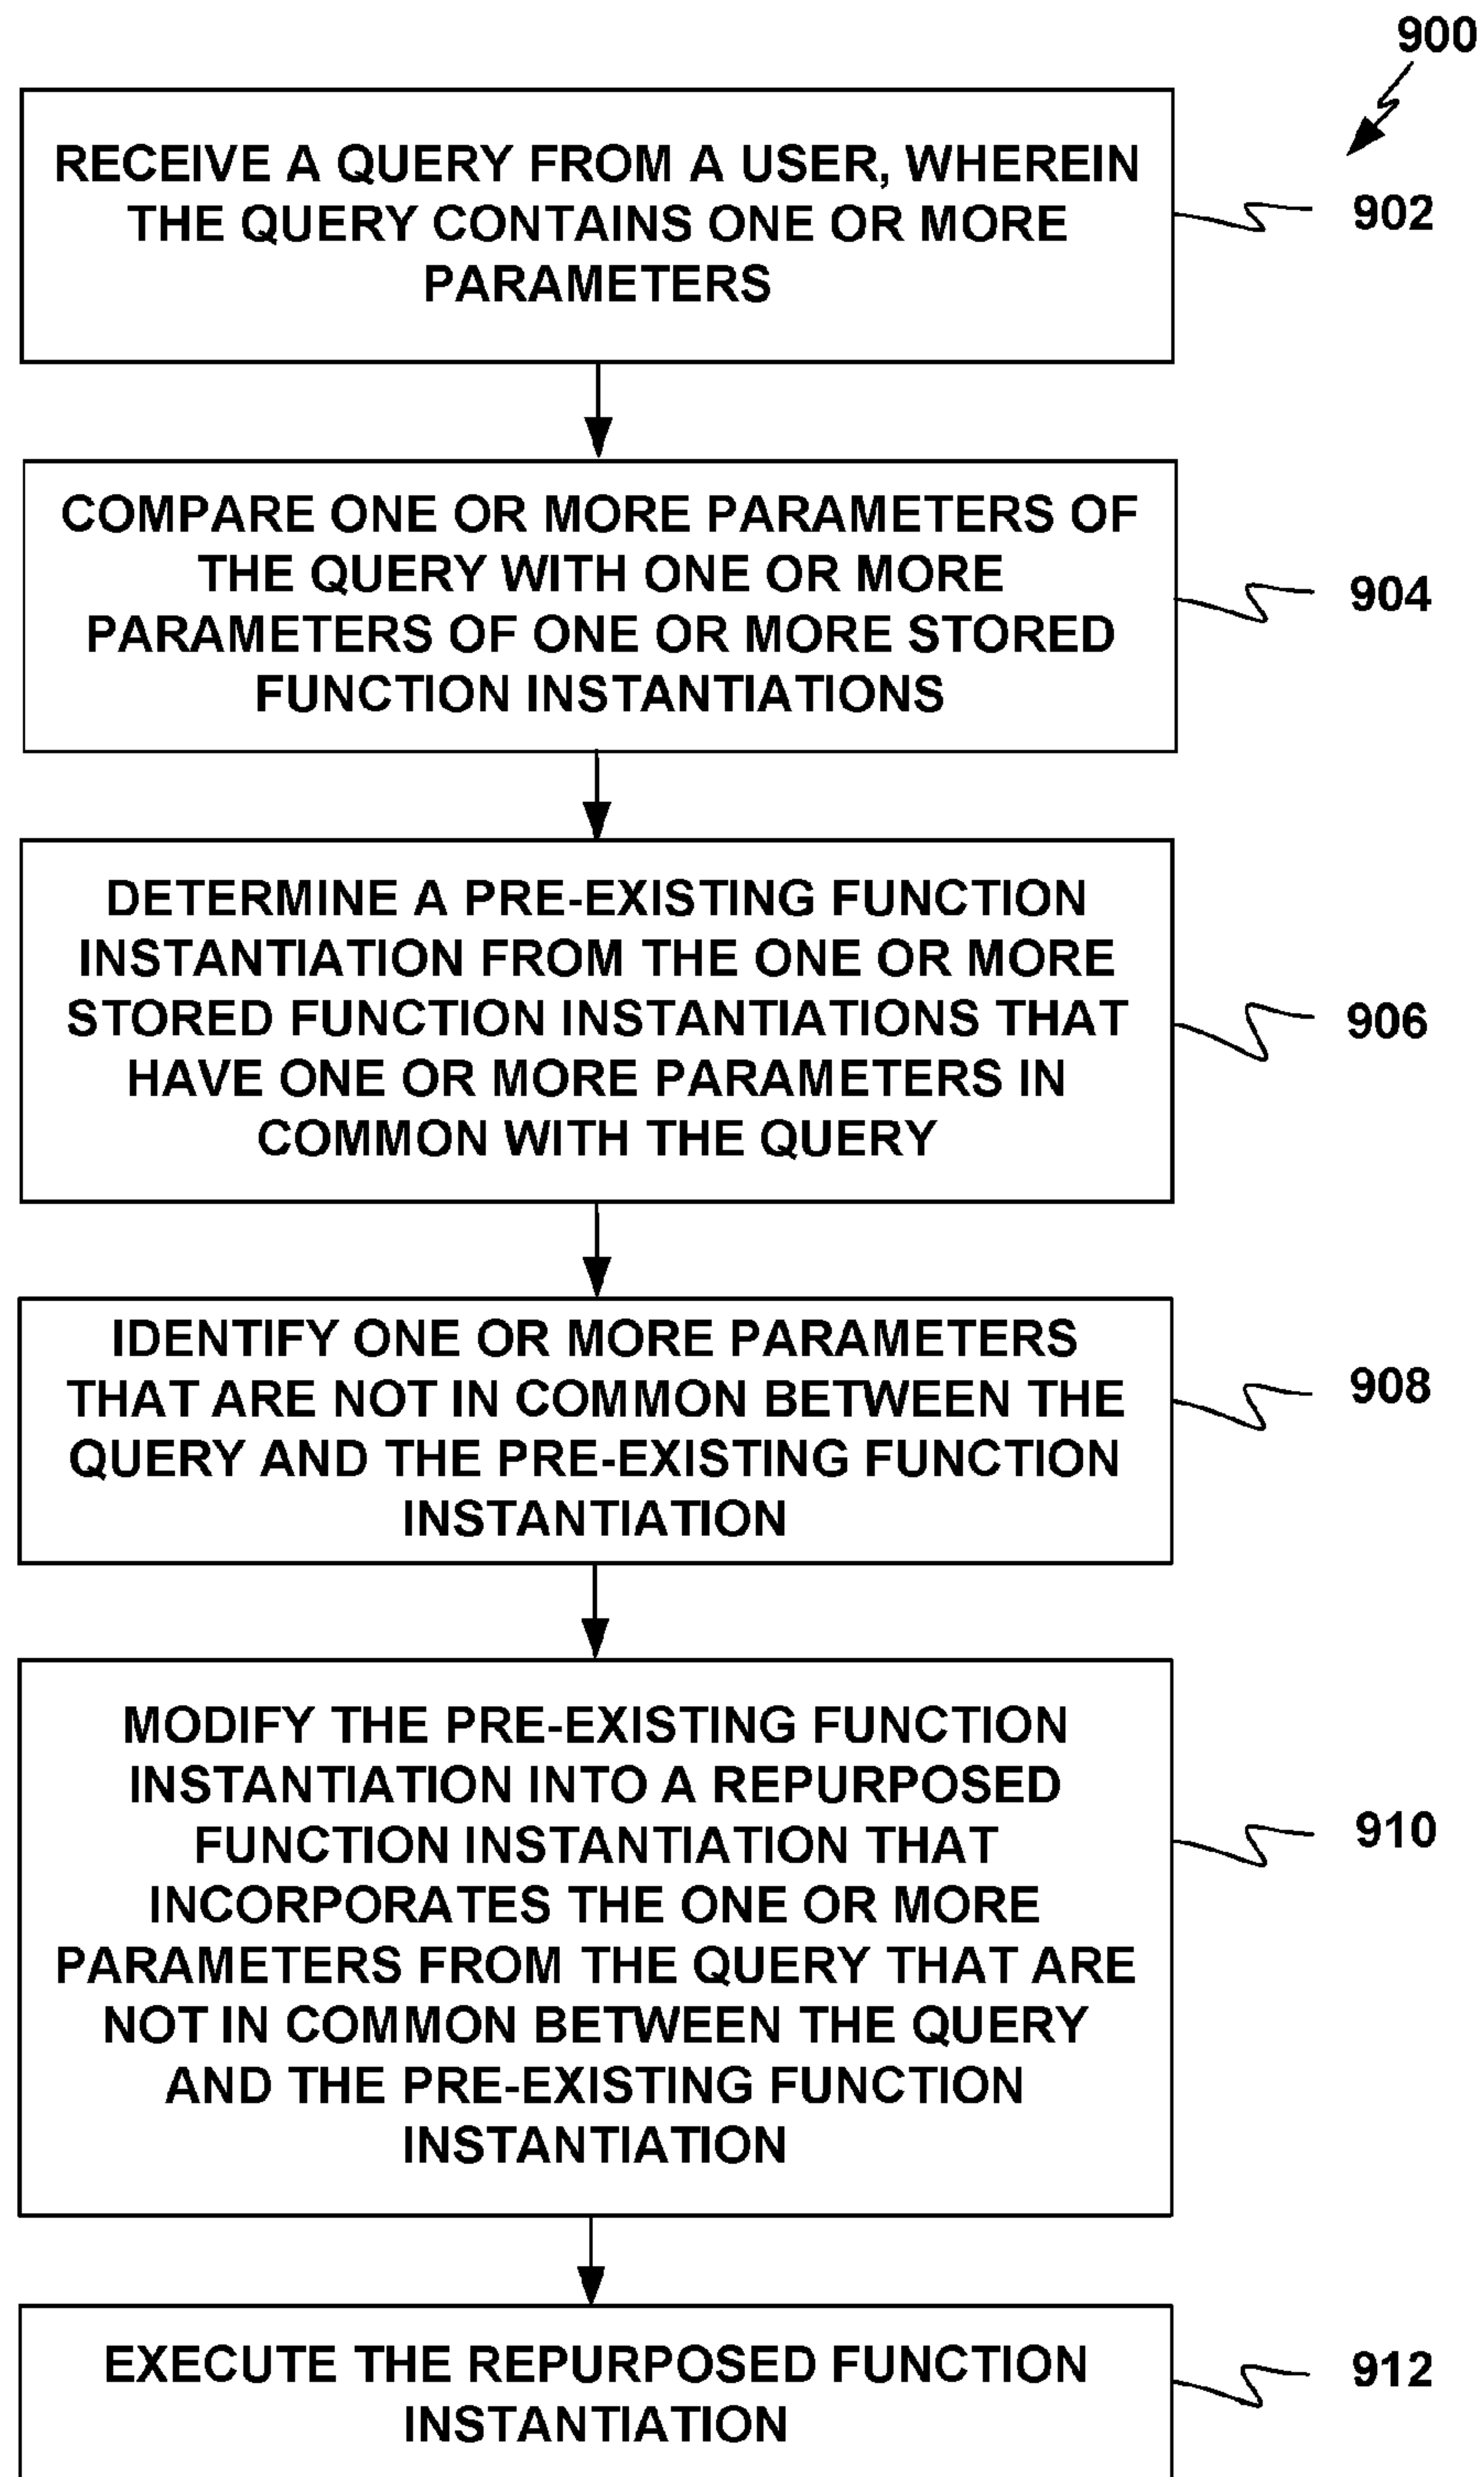 900
RECEIVE A QUERY FROM A USER, WHEREIN
THE QUERY CONTAINS ONE OR MORE
PARAMETERS
902
COMPARE ONE OR MORE PARAMETERS OF
THE QUERY WITH ONE OR MORE
PARAMETERS OF ONE OR MORE STORED
FUNCTION INSTANTIATIONS
904
DETERMINE A PRE-EXISTING FUNCTION
INSTANTIATION FROM THE ONE OR MORE
STORED FUNCTION INSTANTIATIONS THAT
HAVE ONE OR MORE PARAMETERS IN
COMMON WITH THE QUERY
906
IDENTIFY ONE OR MORE PARAMETERS
THAT ARE NOT IN COMMON BETWEEN THE
QUERY AND THE PRE-EXISTING FUNCTION
INSTANTIATION
908
MODIFY THE PRE-EXISTING FUNCTION
INSTANTIATION INTO A REPURPOSED
FUNCTION INSTANTIATION THAT
INCORPORATES THE ONE OR MORE
PARAMETERS FROM THE QUERY THAT ARE
NOT IN COMMON BETWEEN THE QUERY
AND THE PRE-EXISTING FUNCTION
INSTANTIATION
910
EXECUTE THE REPURPOSED FUNCTION
INSTANTIATION
912